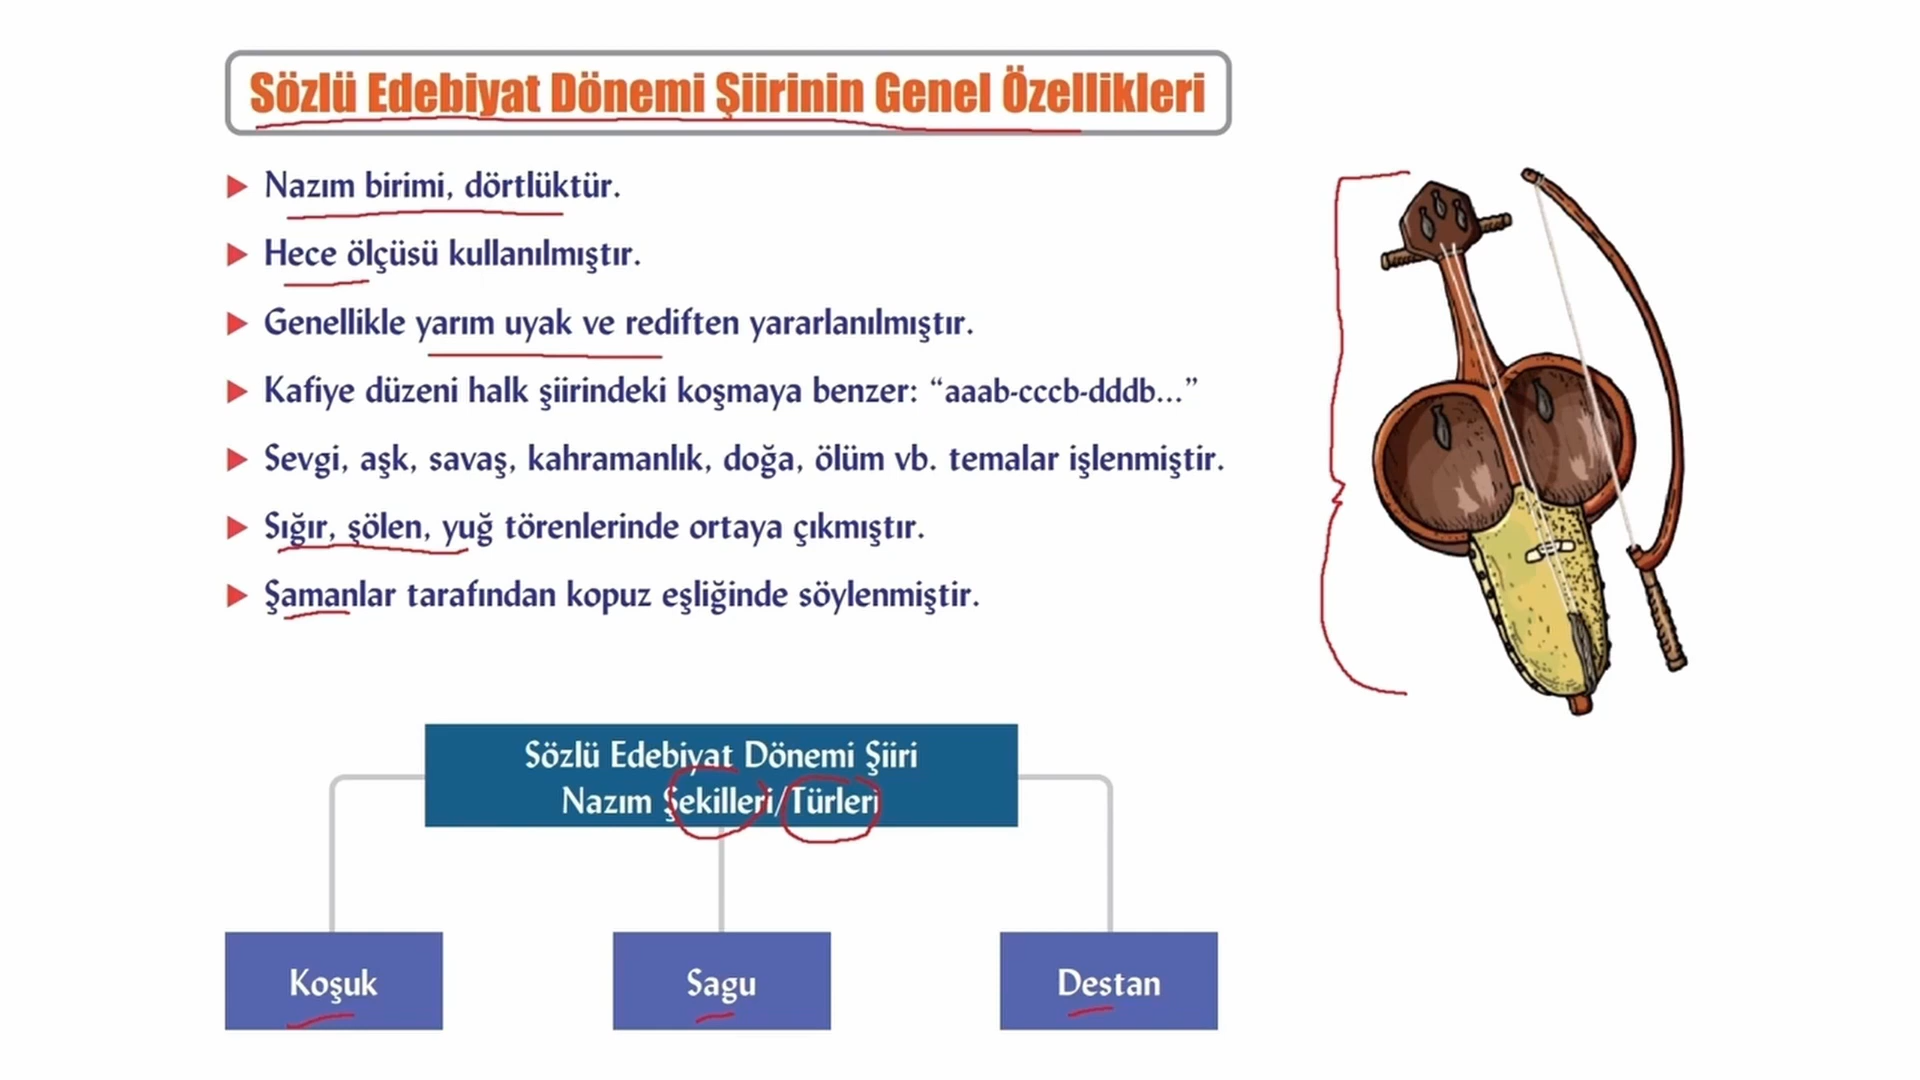 Sözlü Edebiyat Dönemi Şiirinin Genel Özellikleri
Nazım birimi, dörtlüktür.
Hece ölçüsü kullanılmıştır.
Genellikle yarım uyak ve rediften yararlanılmıştır.
Kafiye düzeni halk şiirindeki koşmaya benzer: “aaab-cccb-dddb...”
Sevgi, aşk, savaş, kahramanlık, doğa, ölüm vb. temalar işlenmiştir.
Sığır, şölen, yuğ törenlerinde ortaya çıkmıştır.
Şamanlar tarafından kopuz eşliğinde söylenmiştir.
Sözlü Edebiyat Dönemi Şiiri
Nazım Şekilleri/Türleri
Koşuk
Sagu
Destan